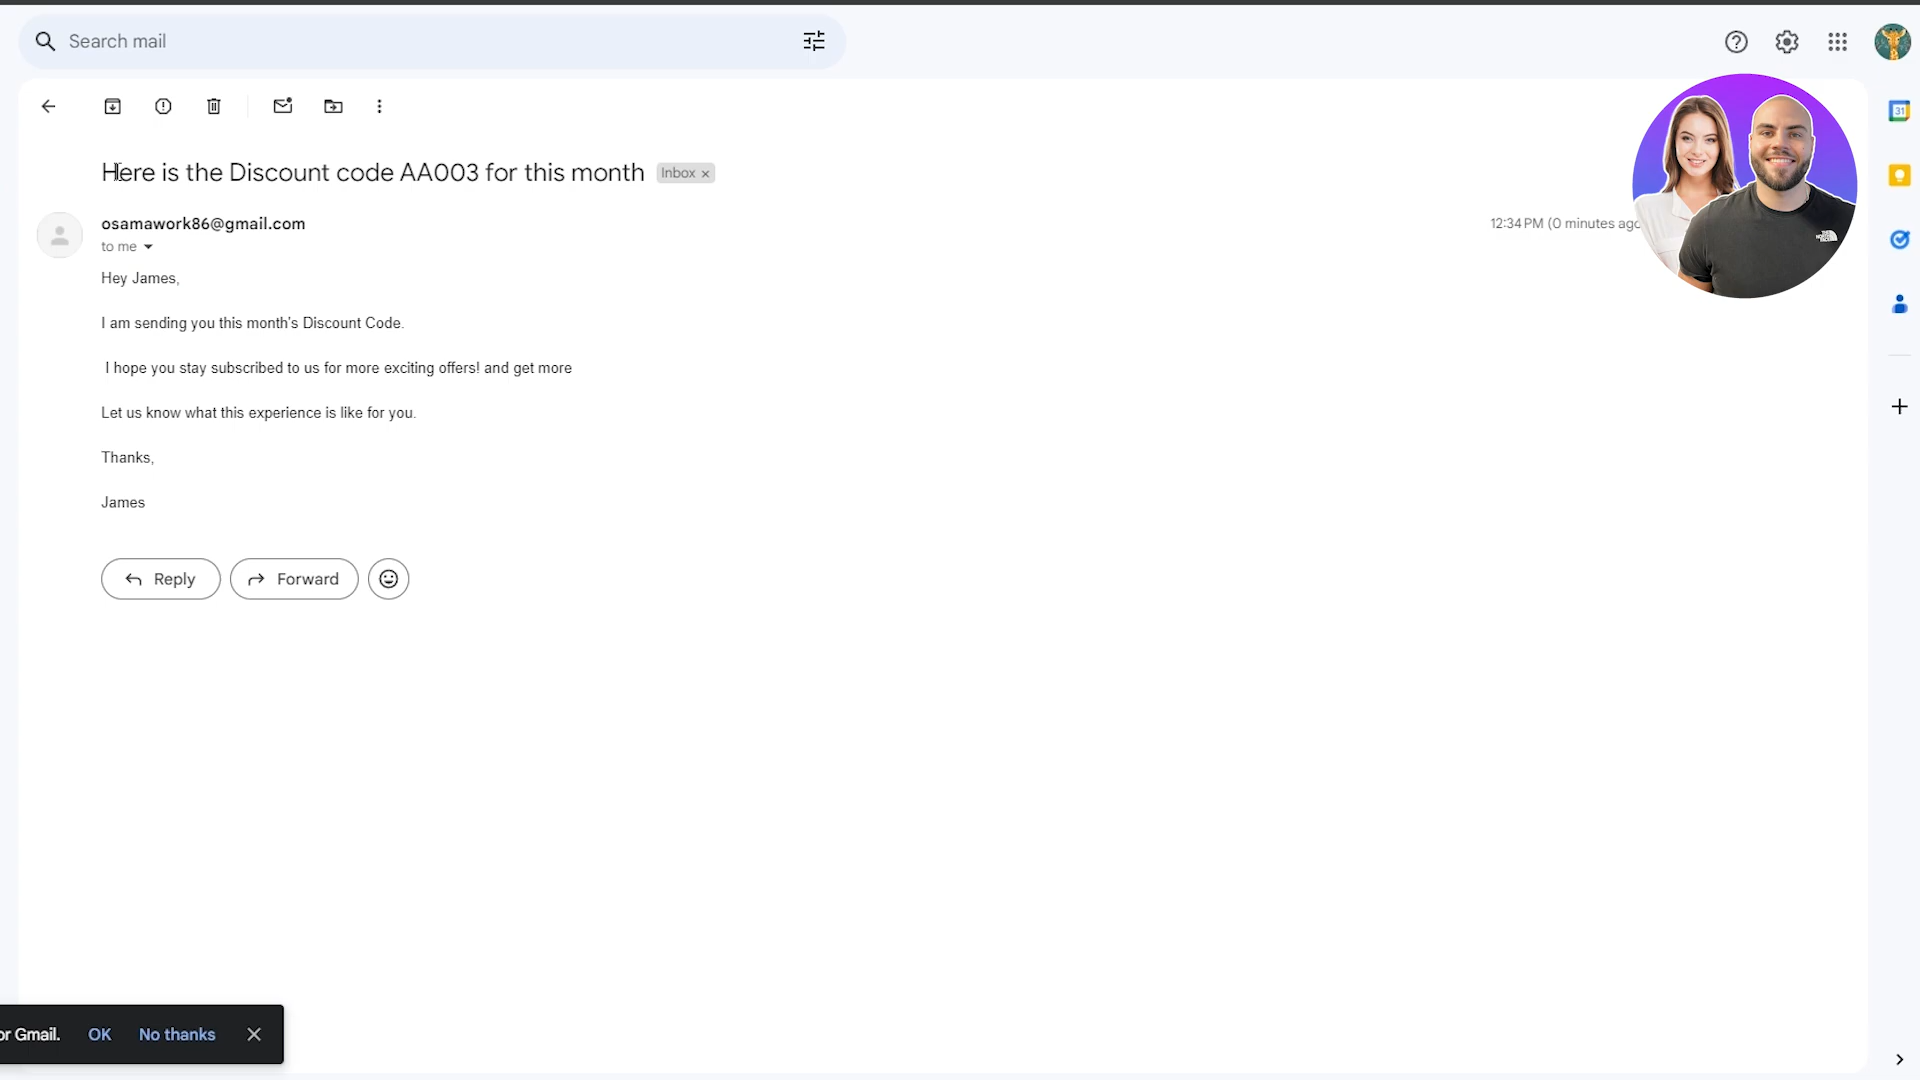 Search mail
Here is the Discount code AA003 for this month Inbox ×
osamawork86@gmail.com
12:34 PM (0 minutes ago
to me
Hey James,
I am sending you this month's Discount Code.
I hope you stay subscribed to us for more exciting offers! and get more
Let us know what this experience is like for you.
Thanks,
James
Reply Forward
or Gmail. OK No thanks
31